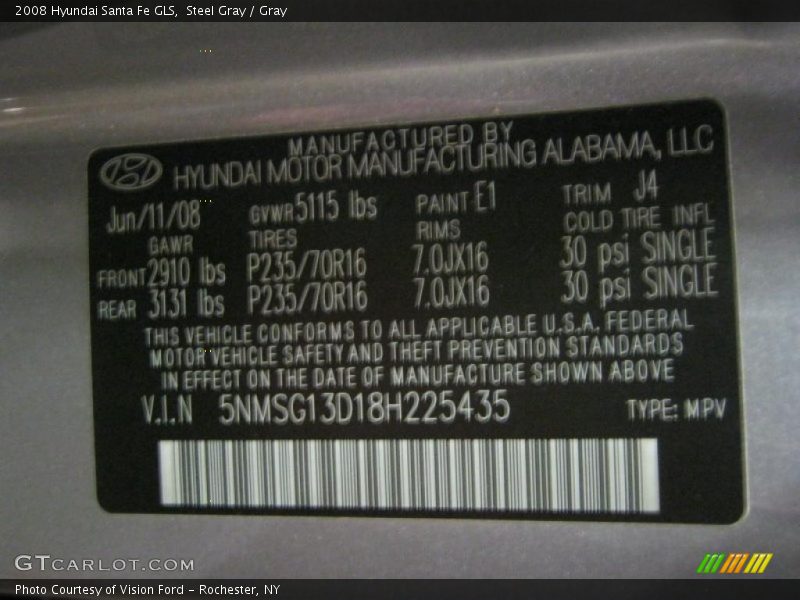 2008 Hyundai Santa Fe GLS,  Steel Gray / Gray
MANUFACTURED BY
HYUNDAI MOTOR MANUFACTURING ALABAMA, LLC
Jun/11/08 GVWR 5115 lbs PAINT E1 TRIM J4
GAWR TIRES RIMS COLD TIRE INFL
FRONT 2910 lbs P235/70R16 7.0JX16 30 psi SINGLE
REAR 3131 lbs P235/70R16 7.0JX16 30 psi SINGLE
THIS VEHICLE CONFORMS TO ALL APPLICABLE U.S.A. FEDERAL
MOTOR VEHICLE SAFETY AND THEFT PREVENTION STANDARDS
IN EFFECT ON THE DATE OF MANUFACTURE SHOWN ABOVE
V.I.N 5NMSG13D18H225435 TYPE: MPV
GTCARLOT.COM
Photo Courtesy of Vision Ford - Rochester, NY